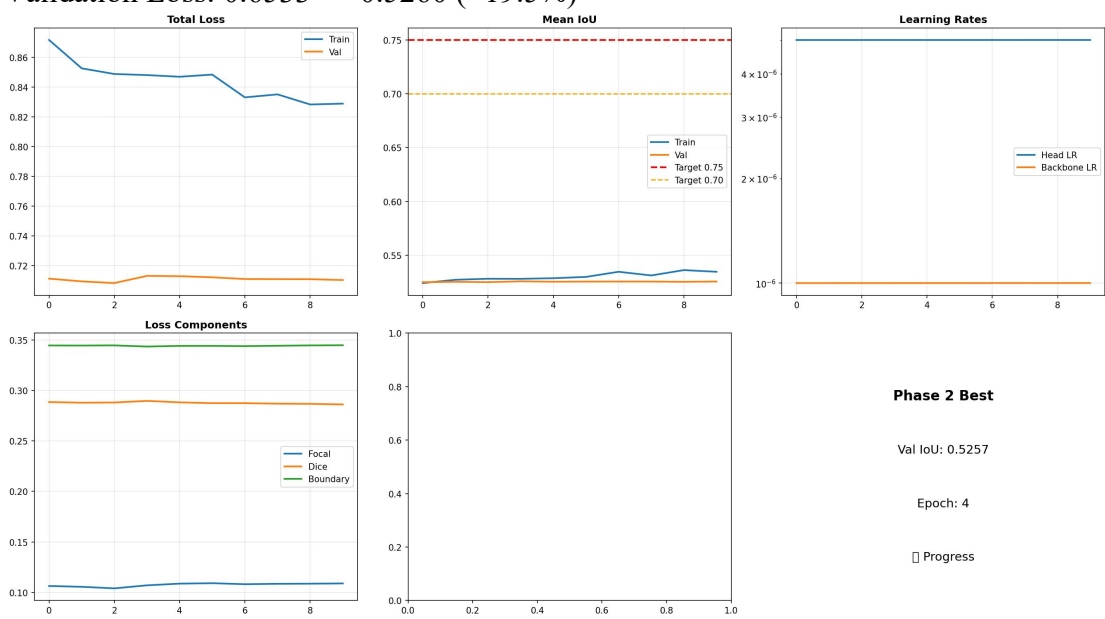 Total Loss
0.86
0.84
0.82
0.80
0.78
0.76
0.74
0.72
0 2 4 6 8
Train
Val
Mean IoU
0.75
0.70
0.65
0.60
0.55
0 2 4 6 8
Train
Val
Target 0.75
Target 0.70
Learning Rates
4 × 10⁻⁶
3 × 10⁻⁶
2 × 10⁻⁶
10⁻⁶
0 2 4 6 8
Head LR
Backbone LR
Loss Components
0.35
0.30
0.25
0.20
0.15
0.10
0 2 4 6 8
Focal
Dice
Boundary
1.0
0.8
0.6
0.4
0.2
0.0
0.0 0.2 0.4 0.6 0.8 1.0
Phase 2 Best
Val IoU: 0.5257
Epoch: 4
Progress